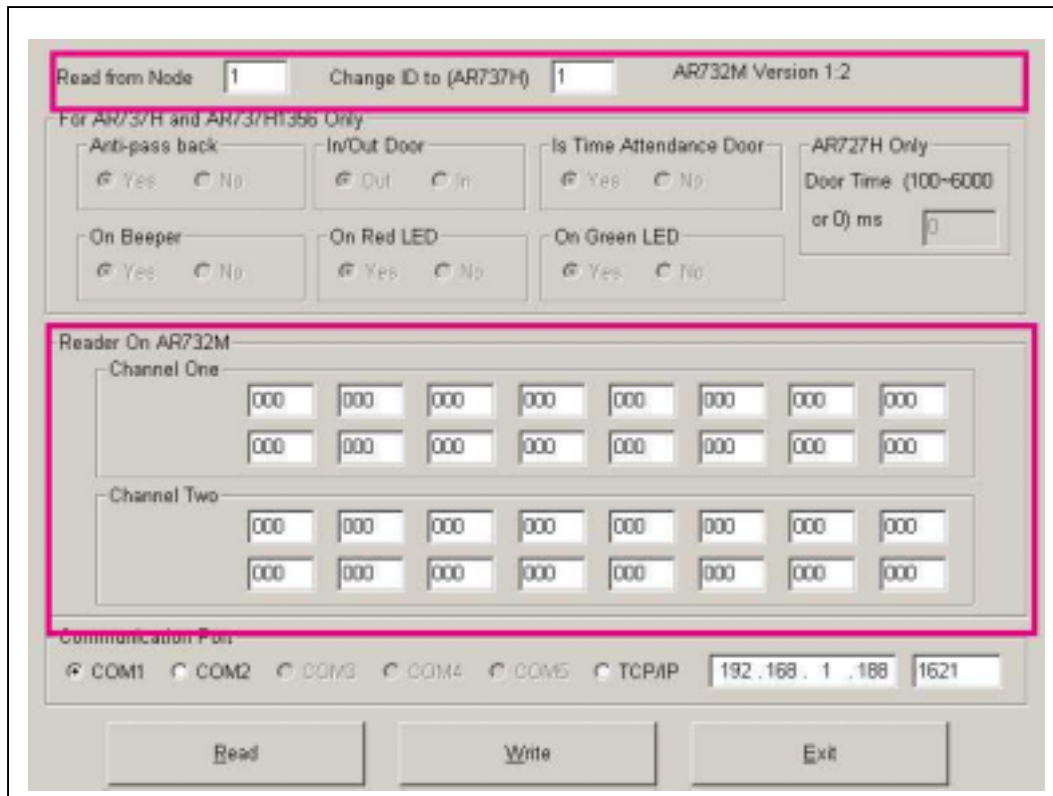 Read from Node 1 Change ID to (AR737H) 1 AR732M Version 1:2
For AR737H and AR737H1356 Only
Anti-pass back In/Out Door Is Time Attendance Door AR727H Only
Yes No Out In Yes No Door Time (100~6000
or 0) ms 0
On Beeper On Red LED On Green LED
Yes No Yes No Yes No
Reader On AR732M
Channel One
000 000 000 000 000 000 000 000
000 000 000 000 000 000 000 000
Channel Two
000 000 000 000 000 000 000 000
000 000 000 000 000 000 000 000
Communication Port
COM1 COM2 COM3 COM4 COM5 TCP/IP 192 .168 . 1 .188 1621
Read Write Exit